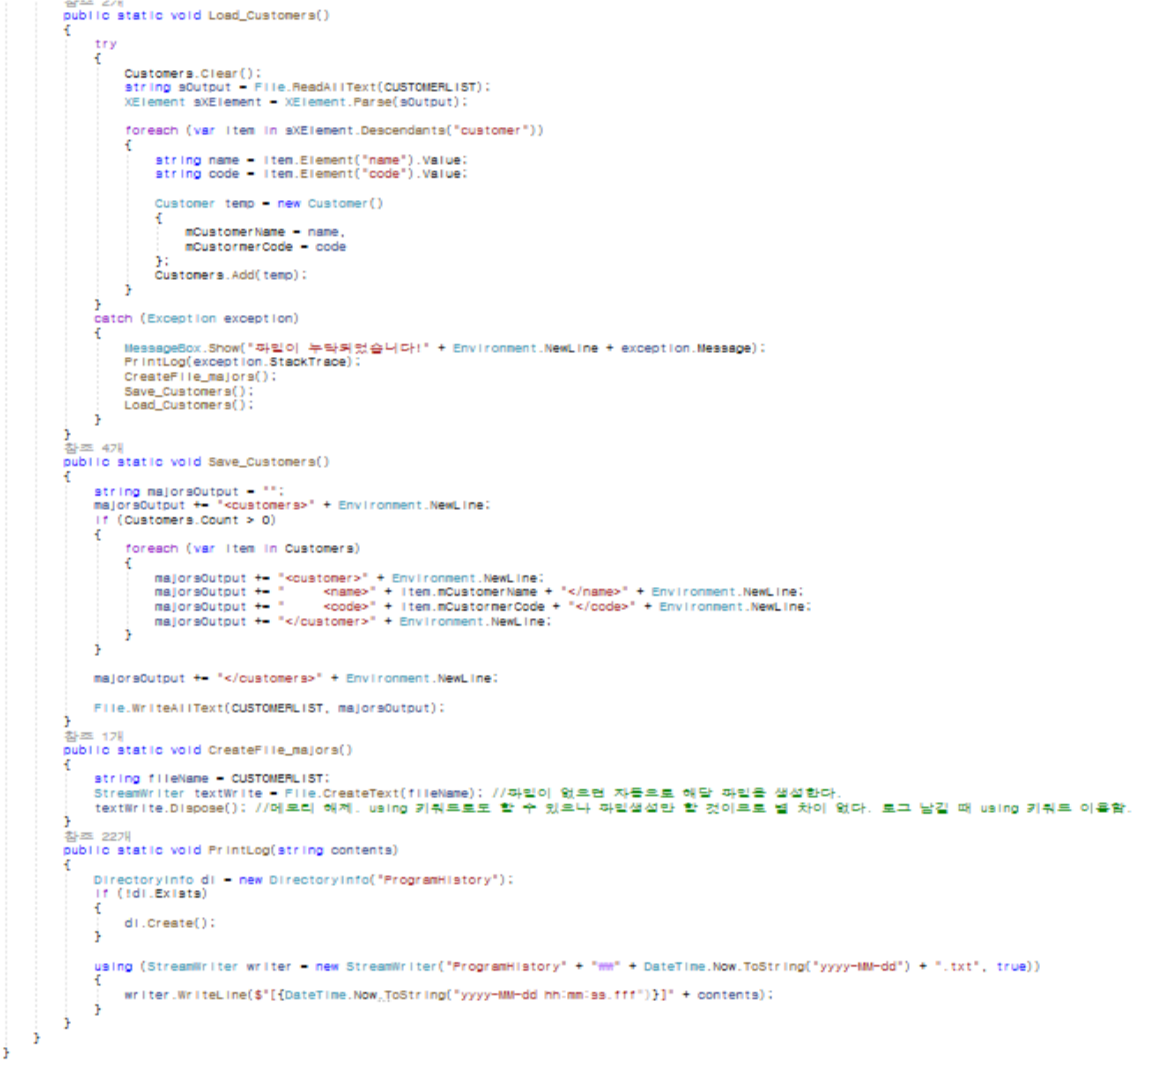 참조 2개
public static void Load_Customers()
{
try
{
Customers.Clear();
string sOutput = File.ReadAllText(CUSTOMERLIST);
XElement sXElement = XElement.Parse(sOutput);
foreach (var item in sXElement.Descendants("customer"))
{
string name = item.Element("name").Value;
string code = item.Element("code").Value;
Customer temp = new Customer()
{
mCustomerName = name,
mCustormerCode = code
};
Customers.Add(temp);
}
}
catch (Exception exception)
{
MessageBox.Show("파일이 누락되었습니다!" + Environment.NewLine + exception.Message);
PrintLog(exception.StackTrace);
CreateFile_majors();
Save_Customers();
Load_Customers();
}
}
참조 4개
public static void Save_Customers()
{
string majorsOutput = "";
majorsOutput += "<customers>" + Environment.NewLine;
if (Customers.Count > 0)
{
foreach (var item in Customers)
{
majorsOutput += "<customer>" + Environment.NewLine;
majorsOutput += "     <name>" + item.mCustomerName + "</name>" + Environment.NewLine;
majorsOutput += "     <code>" + item.mCustormerCode + "</code>" + Environment.NewLine;
majorsOutput += "</customer>" + Environment.NewLine;
}
}
majorsOutput += "</customers>" + Environment.NewLine;
File.WriteAllText(CUSTOMERLIST, majorsOutput);
}
참조 1개
public static void CreateFile_majors()
{
string fileName = CUSTOMERLIST;
StreamWriter textWrite = File.CreateText(fileName); //파일이 없으면 자동으로 해당 파일을 생성한다.
textWrite.Dispose(); //메모리 해제. using 키워드로도 할 수 있으나 파일생성만 할 것이므로 별 차이 없다. 로그 남길 때 using 키워드 이용함.
}
참조 22개
public static void PrintLog(string contents)
{
DirectoryInfo di = new DirectoryInfo("ProgramHistory");
if (!di.Exists)
{
di.Create();
}
using (StreamWriter writer = new StreamWriter("ProgramHistory" + "₩₩" + DateTime.Now.ToString("yyyy-MM-dd") + ".txt", true))
{
writer.WriteLine($"[{DateTime.Now.ToString("yyyy-MM-dd hh:mm:ss.fff")}]" + contents);
}
}
}
}